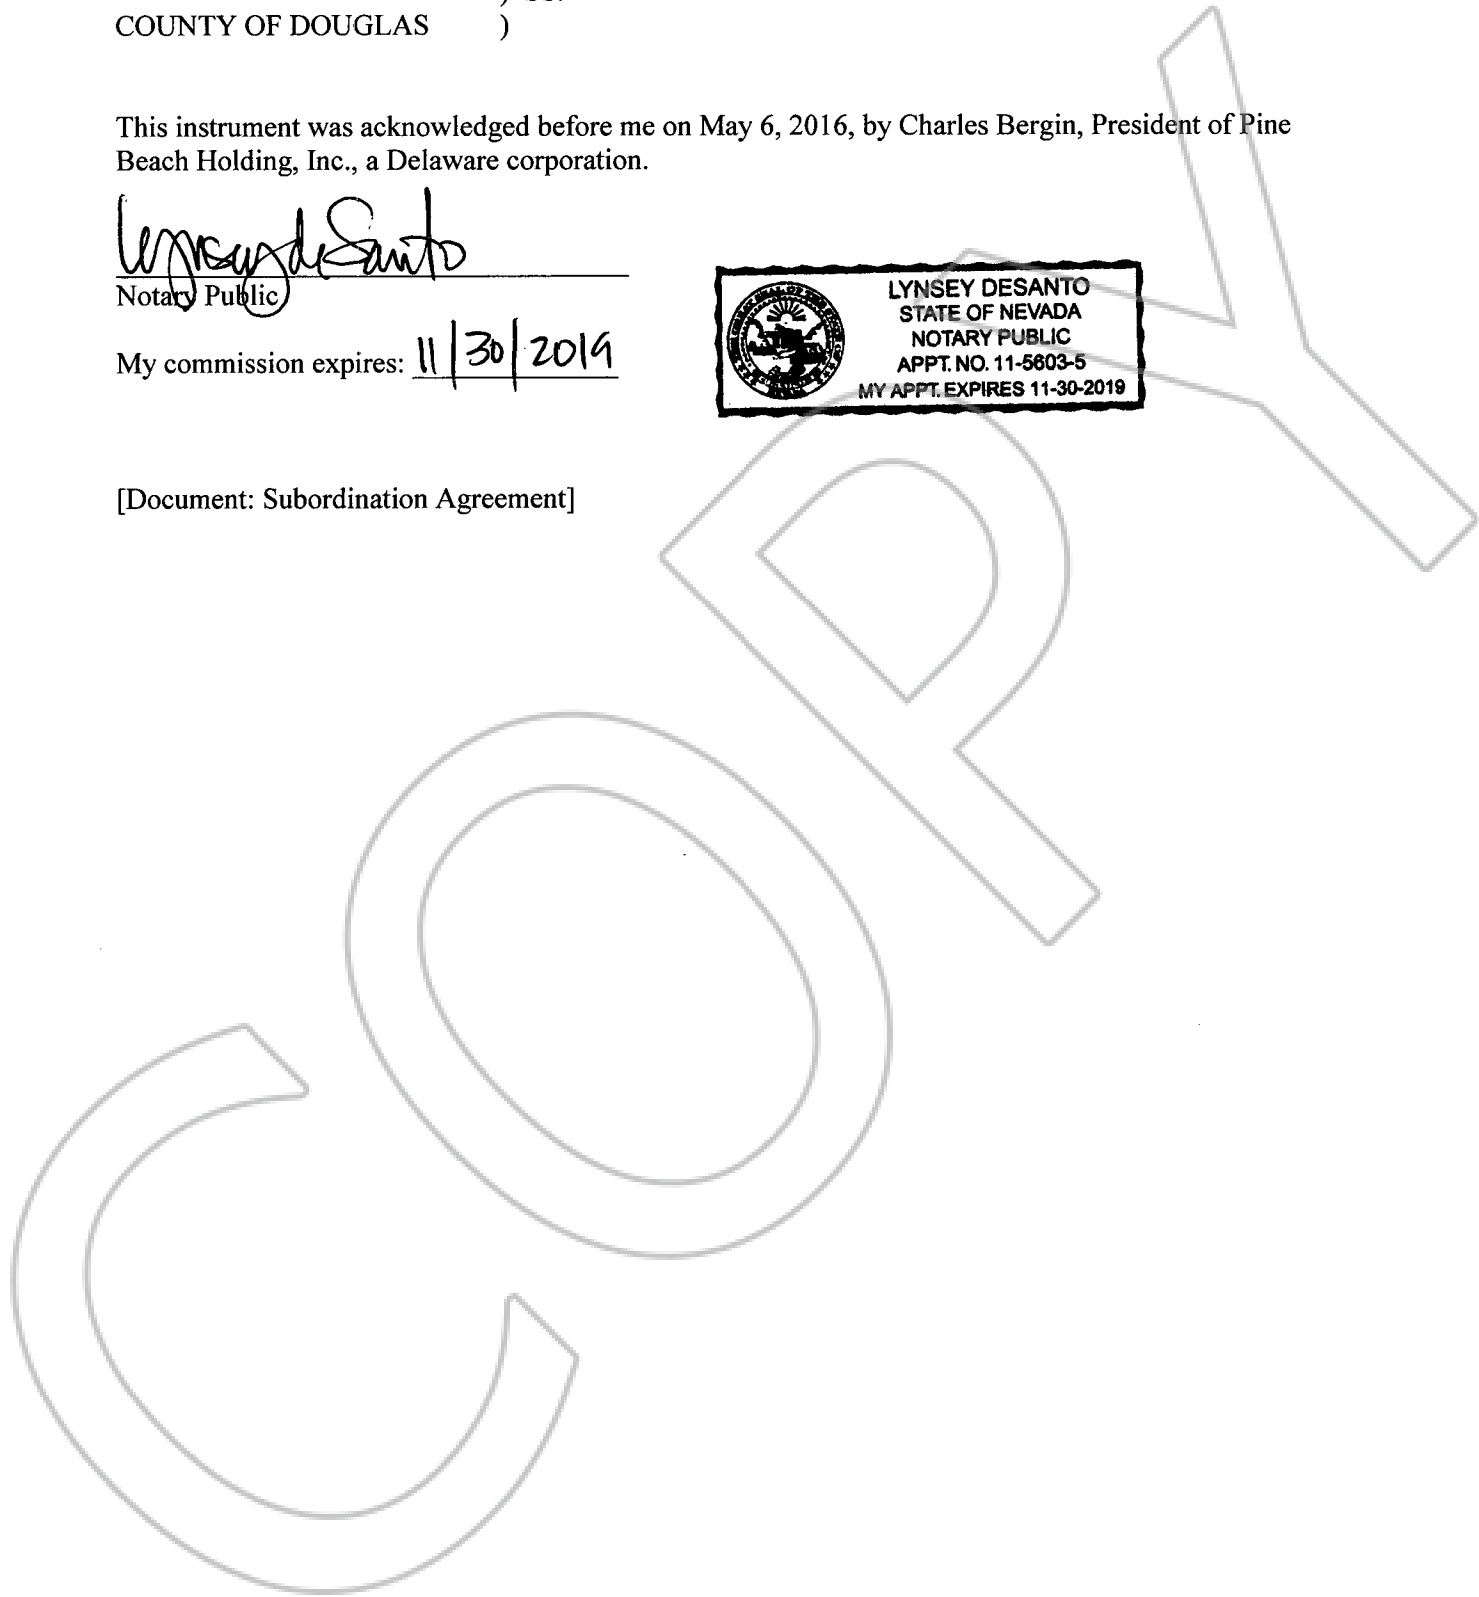 COUNTY OF DOUGLAS )
This instrument was acknowledged before me on May 6, 2016, by Charles Bergin, President of Pine
Beach Holding, Inc., a Delaware corporation.
Lynsey deSanto
Notary Public
My commission expires: 11/30/2019
LYNSEY DESANTO
STATE OF NEVADA
NOTARY PUBLIC
APPT. NO. 11-5603-5
MY APPT. EXPIRES 11-30-2019
[Document: Subordination Agreement]
COPY